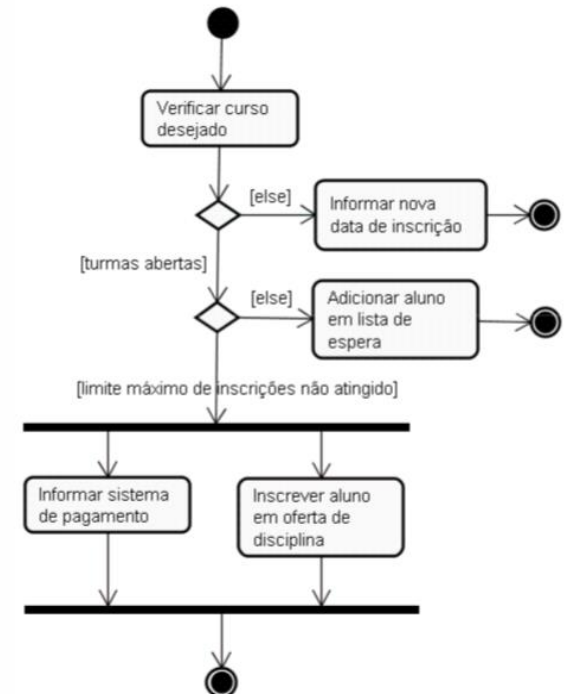 Verificar curso
desejado
[else]
Informar nova
data de inscrição
[turmas abertas]
[else]
Adicionar aluno
em lista de
espera
[limite máximo de inscrições não atingido]
Informar sistema
de pagamento
Inscrever aluno
em oferta de
disciplina